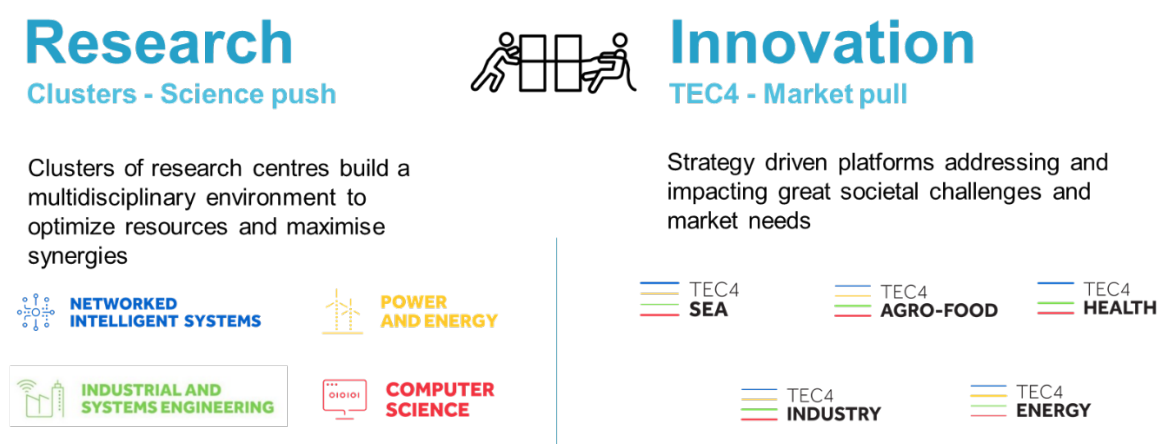 Research
Clusters - Science push
Clusters of research centres build a
multidisciplinary environment to
optimize resources and maximise
synergies
NETWORKED
INTELLIGENT SYSTEMS
POWER
AND ENERGY
INDUSTRIAL AND
SYSTEMS ENGINEERING
010101
COMPUTER
SCIENCE
Innovation
TEC4 - Market pull
Strategy driven platforms addressing and
impacting great societal challenges and
market needs
TEC4
SEA
TEC4
AGRO-FOOD
TEC4
HEALTH
TEC4
INDUSTRY
TEC4
ENERGY